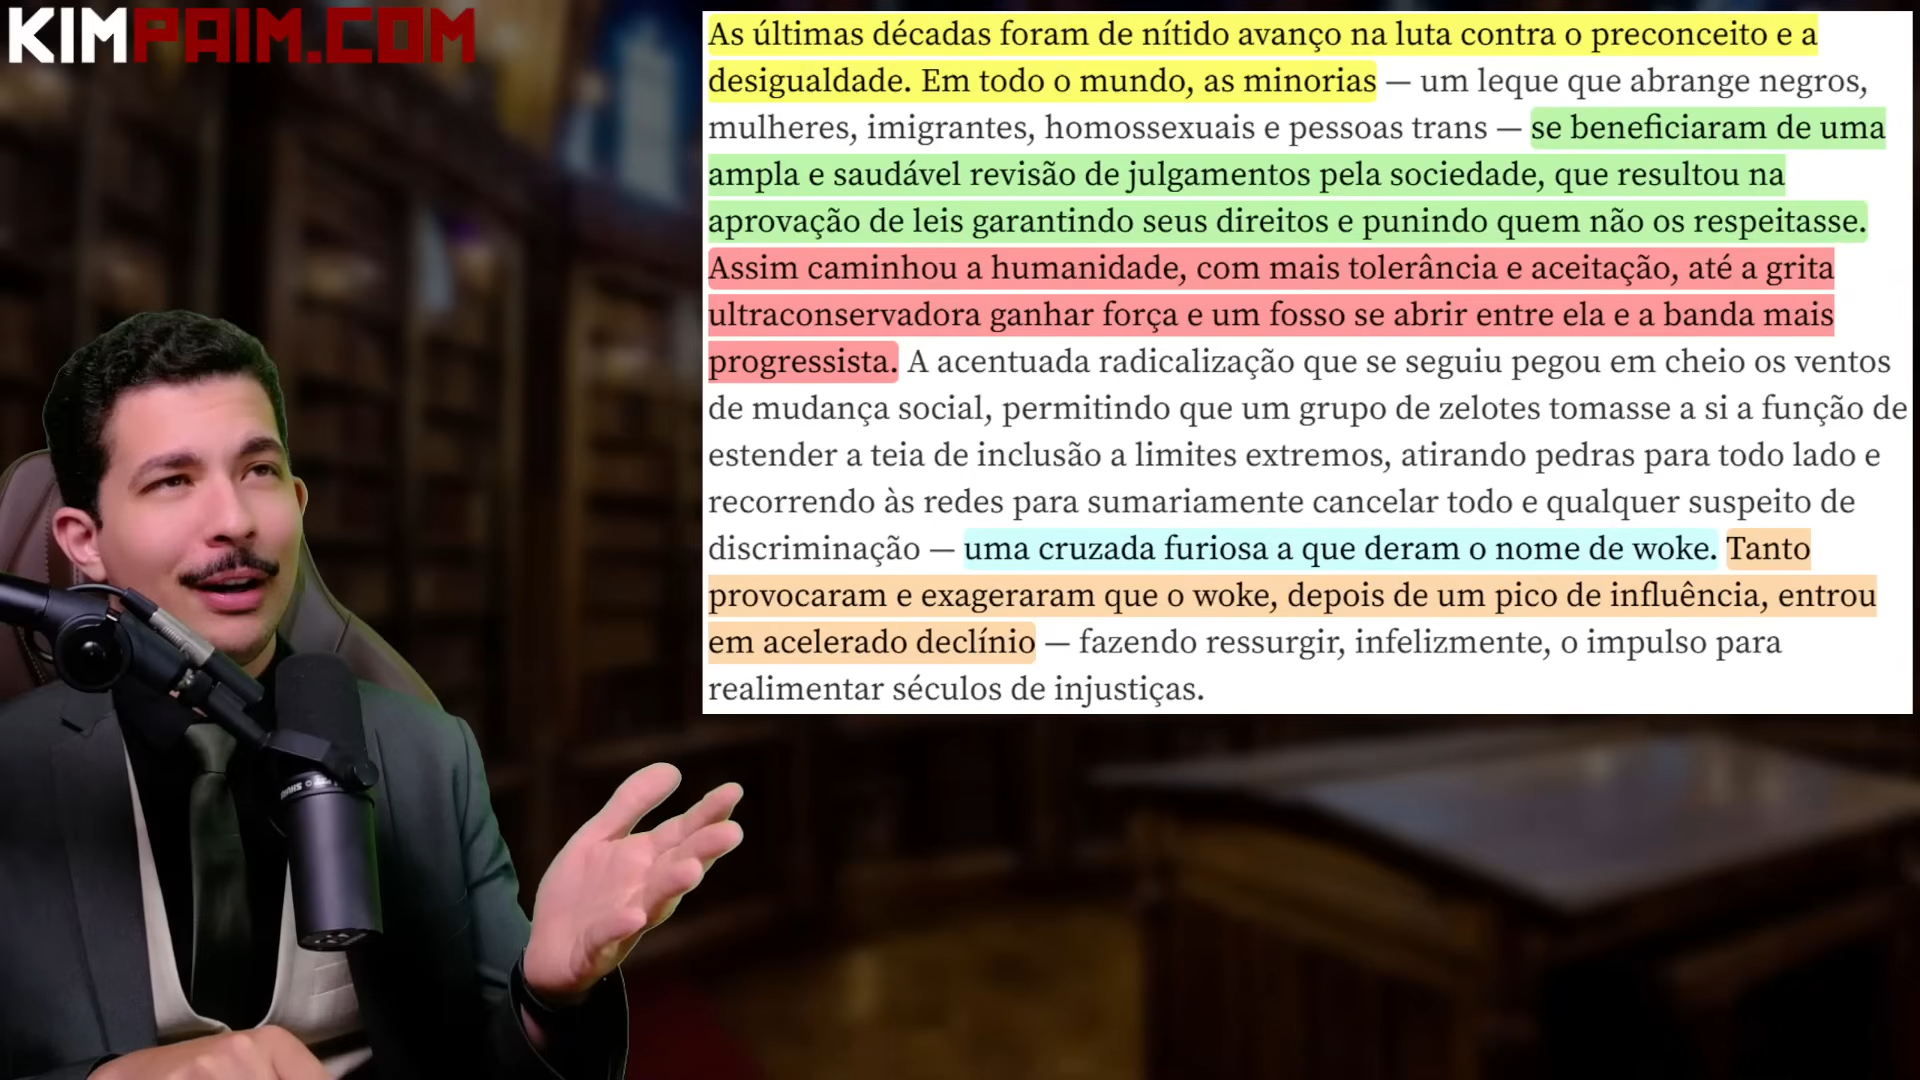 KIMPAIM.COM
As últimas décadas foram de nítido avanço na luta contra o preconceito e a
desigualdade. Em todo o mundo, as minorias — um leque que abrange negros,
mulheres, imigrantes, homossexuais e pessoas trans — se beneficiaram de uma
ampla e saudável revisão de julgamentos pela sociedade, que resultou na
aprovação de leis garantindo seus direitos e punindo quem não os respeitasse.
Assim caminhou a humanidade, com mais tolerância e aceitação, até a grita
ultraconservadora ganhar força e um fosso se abrir entre ela e a banda mais
progressista. A acentuada radicalização que se seguiu pegou em cheio os ventos
de mudança social, permitindo que um grupo de zelotes tomasse a si a função de
estender a teia de inclusão a limites extremos, atirando pedras para todo lado e
recorrendo às redes para sumariamente cancelar todo e qualquer suspeito de
discriminação — uma cruzada furiosa a que deram o nome de woke. Tanto
provocaram e exageraram que o woke, depois de um pico de influência, entrou
em acelerado declínio — fazendo ressurgir, infelizmente, o impulso para
realimentar séculos de injustiças.